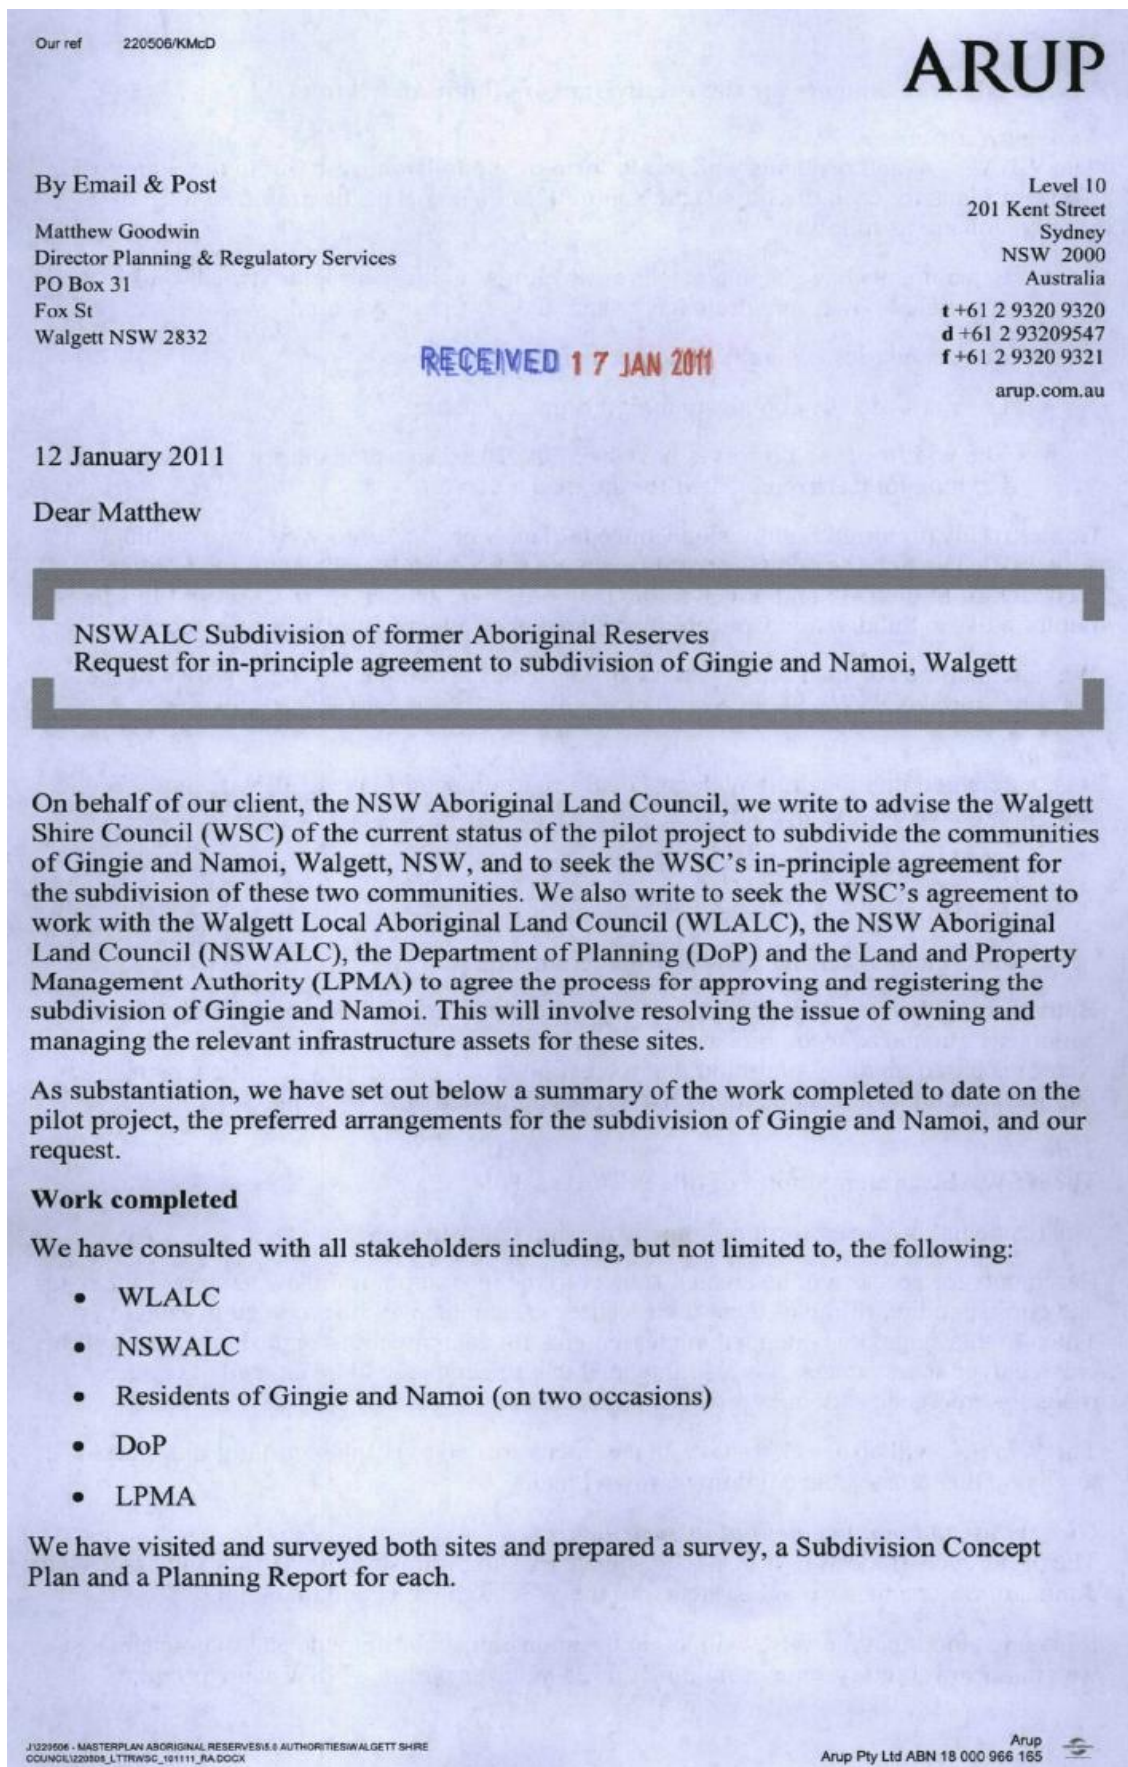 Our ref 220506/KMcD
ARUP
By Email & Post
Matthew Goodwin
Director Planning & Regulatory Services
PO Box 31
Fox St
Walgett NSW 2832
Level 10
201 Kent Street
Sydney
NSW 2000
Australia
t +61 2 9320 9320
d +61 2 93209547
f +61 2 9320 9321
arup.com.au
RECEIVED 17 JAN 2011
12 January 2011
Dear Matthew
NSWALC Subdivision of former Aboriginal Reserves
Request for in-principle agreement to subdivision of Gingie and Namoi, Walgett
On behalf of our client, the NSW Aboriginal Land Council, we write to advise the Walgett
Shire Council (WSC) of the current status of the pilot project to subdivide the communities
of Gingie and Namoi, Walgett, NSW, and to seek the WSC's in-principle agreement for
the subdivision of these two communities. We also write to seek the WSC's agreement to
work with the Walgett Local Aboriginal Land Council (WLALC), the NSW Aboriginal
Land Council (NSWALC), the Department of Planning (DoP) and the Land and Property
Management Authority (LPMA) to agree the process for approving and registering the
subdivision of Gingie and Namoi. This will involve resolving the issue of owning and
managing the relevant infrastructure assets for these sites.
As substantiation, we have set out below a summary of the work completed to date on the
pilot project, the preferred arrangements for the subdivision of Gingie and Namoi, and our
request.
Work completed
We have consulted with all stakeholders including, but not limited to, the following:
• WLALC
• NSWALC
• Residents of Gingie and Namoi (on two occasions)
• DoP
• LPMA
We have visited and surveyed both sites and prepared a survey, a Subdivision Concept
Plan and a Planning Report for each.
J:\220506 - MASTERPLAN ABORIGINAL RESERVES\5.0 AUTHORITIES\WALGETT SHIRE
COUNCIL\220506_LTTRWSC_101111_RA.DOCX
Arup
Arup Pty Ltd ABN 18 000 966 165